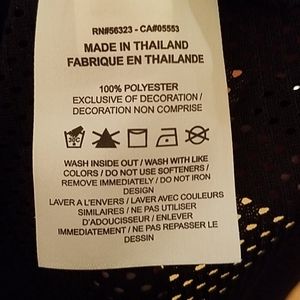 RN#56323 - CA#05553
MADE IN THAILAND
FABRIQUE EN THAILANDE
100% POLYESTER
EXCLUSIVE OF DECORATION /
DECORATION NON COMPRISE
30C
WASH INSIDE OUT / WASH WITH LIKE
COLORS / DO NOT USE SOFTENERS /
REMOVE IMMEDIATELY / DO NOT IRON
DESIGN
LAVER A L'ENVERS / LAVER AVEC COULEURS
SIMILAIRES / NE PAS UTILISER
D'ADOUCISSEUR / ENLEVER
IMMEDIATEMENT / NE PAS REPASSER LE
DESSIN